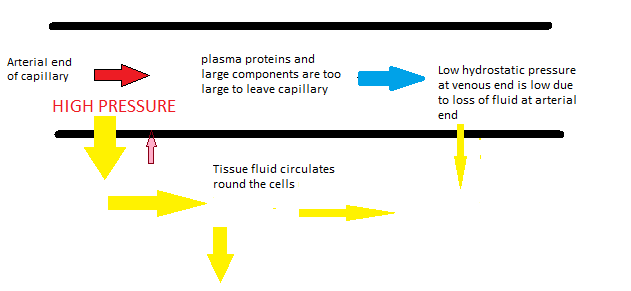 Arterial end
of capillary
HIGH PRESSURE
plasma proteins and
large components are too
large to leave capillary
Low hydrostatic pressure
at venous end is low due
to loss of fluid at arterial
end
Tissue fluid circulates
round the cells